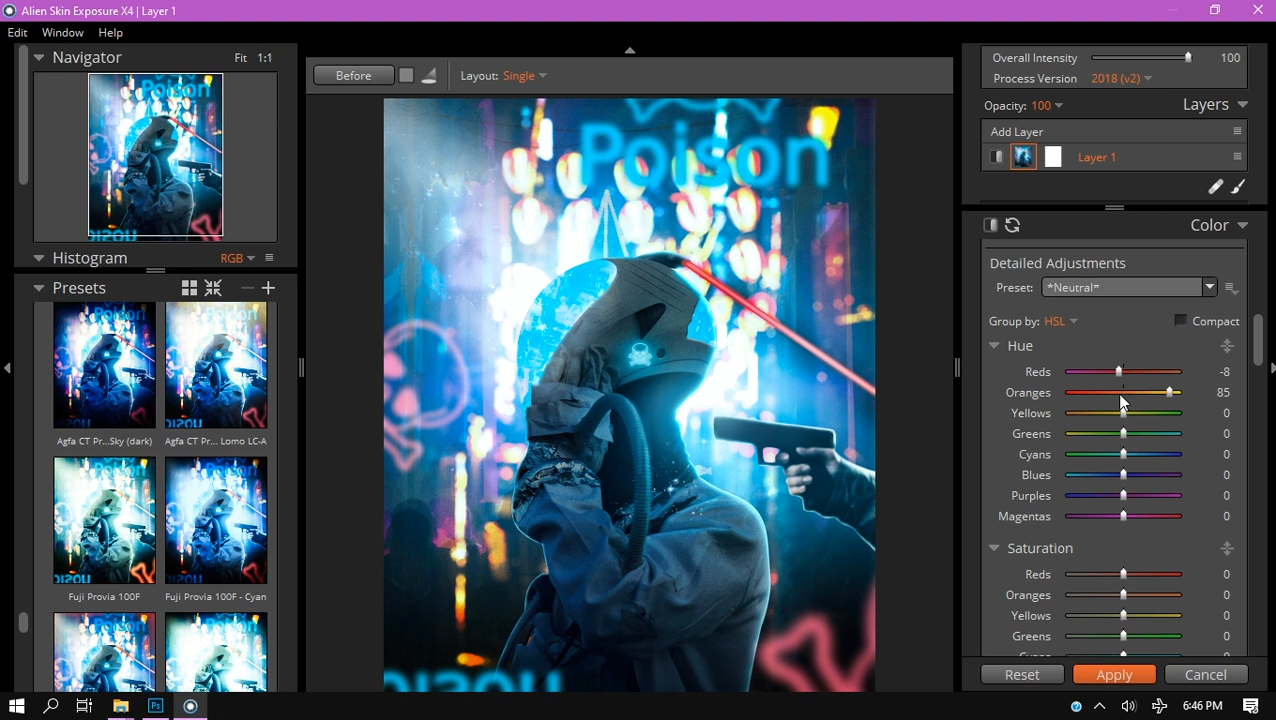 Alien Skin Exposure X4 | Layer 1
Edit Window Help
Navigator Fit 1:1
Histogram RGB
Presets
Agfa CT Pr...Sky (dark) Agfa CT Pr... Lomo LC-A
Fuji Provia 100F Fuji Provia 100F - Cyan
Before Layout: Single
Poison
Overall Intensity 100
Process Version 2018 (v2)
Opacity: 100 Layers
Add Layer
Layer 1
Color
Detailed Adjustments
Preset: *Neutral*
Group by: HSL Compact
Hue
Reds -8
Oranges 85
Yellows 0
Greens 0
Cyans 0
Blues 0
Purples 0
Magentas 0
Saturation
Reds 0
Oranges 0
Yellows 0
Greens 0
Reset Apply Cancel
Ps 6:46 PM